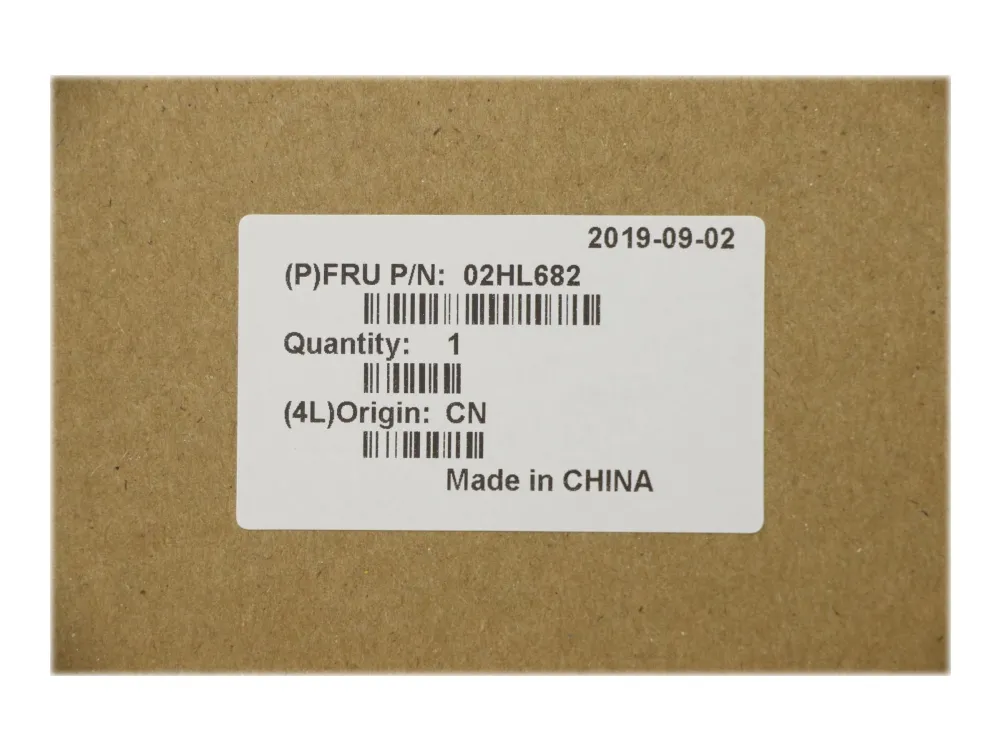 2019-09-02
(P)FRU P/N: 02HL682
Quantity: 1
(4L)Origin: CN
Made in CHINA